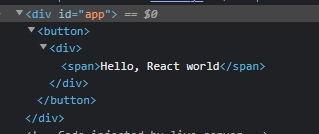 ▼<div id="app"> == $0
▼<button>
▼<div>
<span>Hello, React world</span>
</div>
</button>
</div>